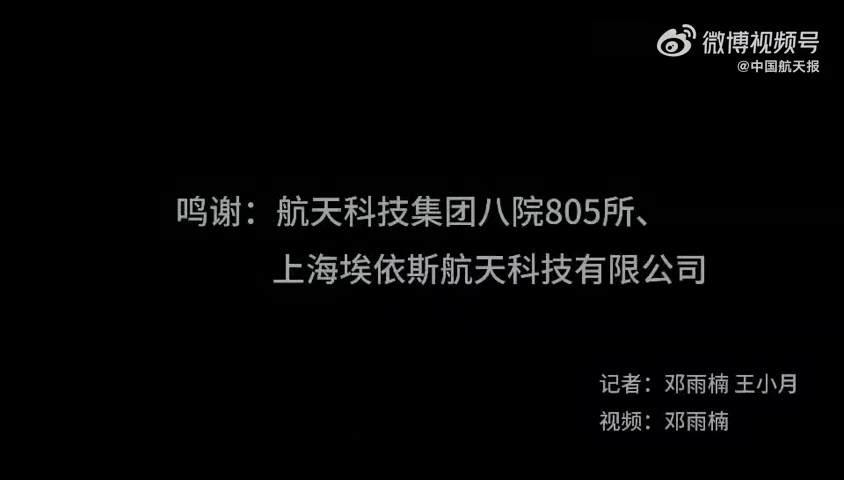 微博视频号
@中国航天报
鸣谢：航天科技集团八院805所、
上海埃依斯航天科技有限公司
记者：邓雨楠 王小月
视频：邓雨楠